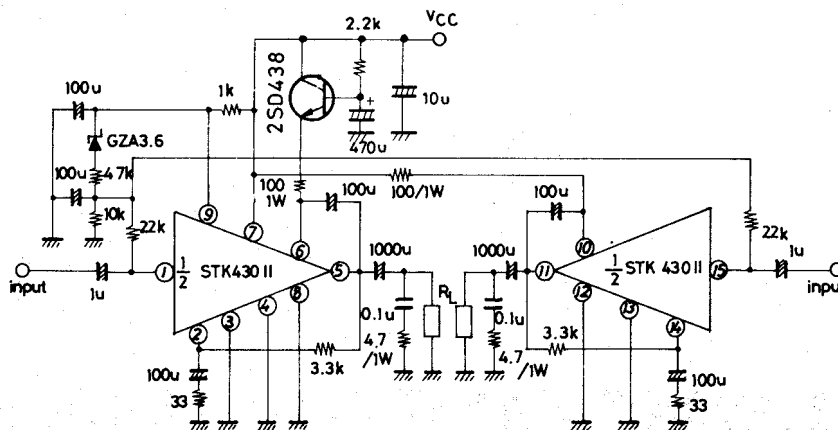 VCC
2.2k
2SD438
100u
1k
10u
470u
GZA3.6
100u
4.7k
10k
22k
100
1W
100u
100/1W
100u
22k
9
7
6
10
1
1/2 STK430II
5
8
4
3
2
1000u
1000u
11
1/2 STK 430II
15
12
13
14
input
1u
1u
input
RL
0.1u
0.1u
4.7
/1W
4.7
/1W
3.3k
3.3k
100u
33
100u
33